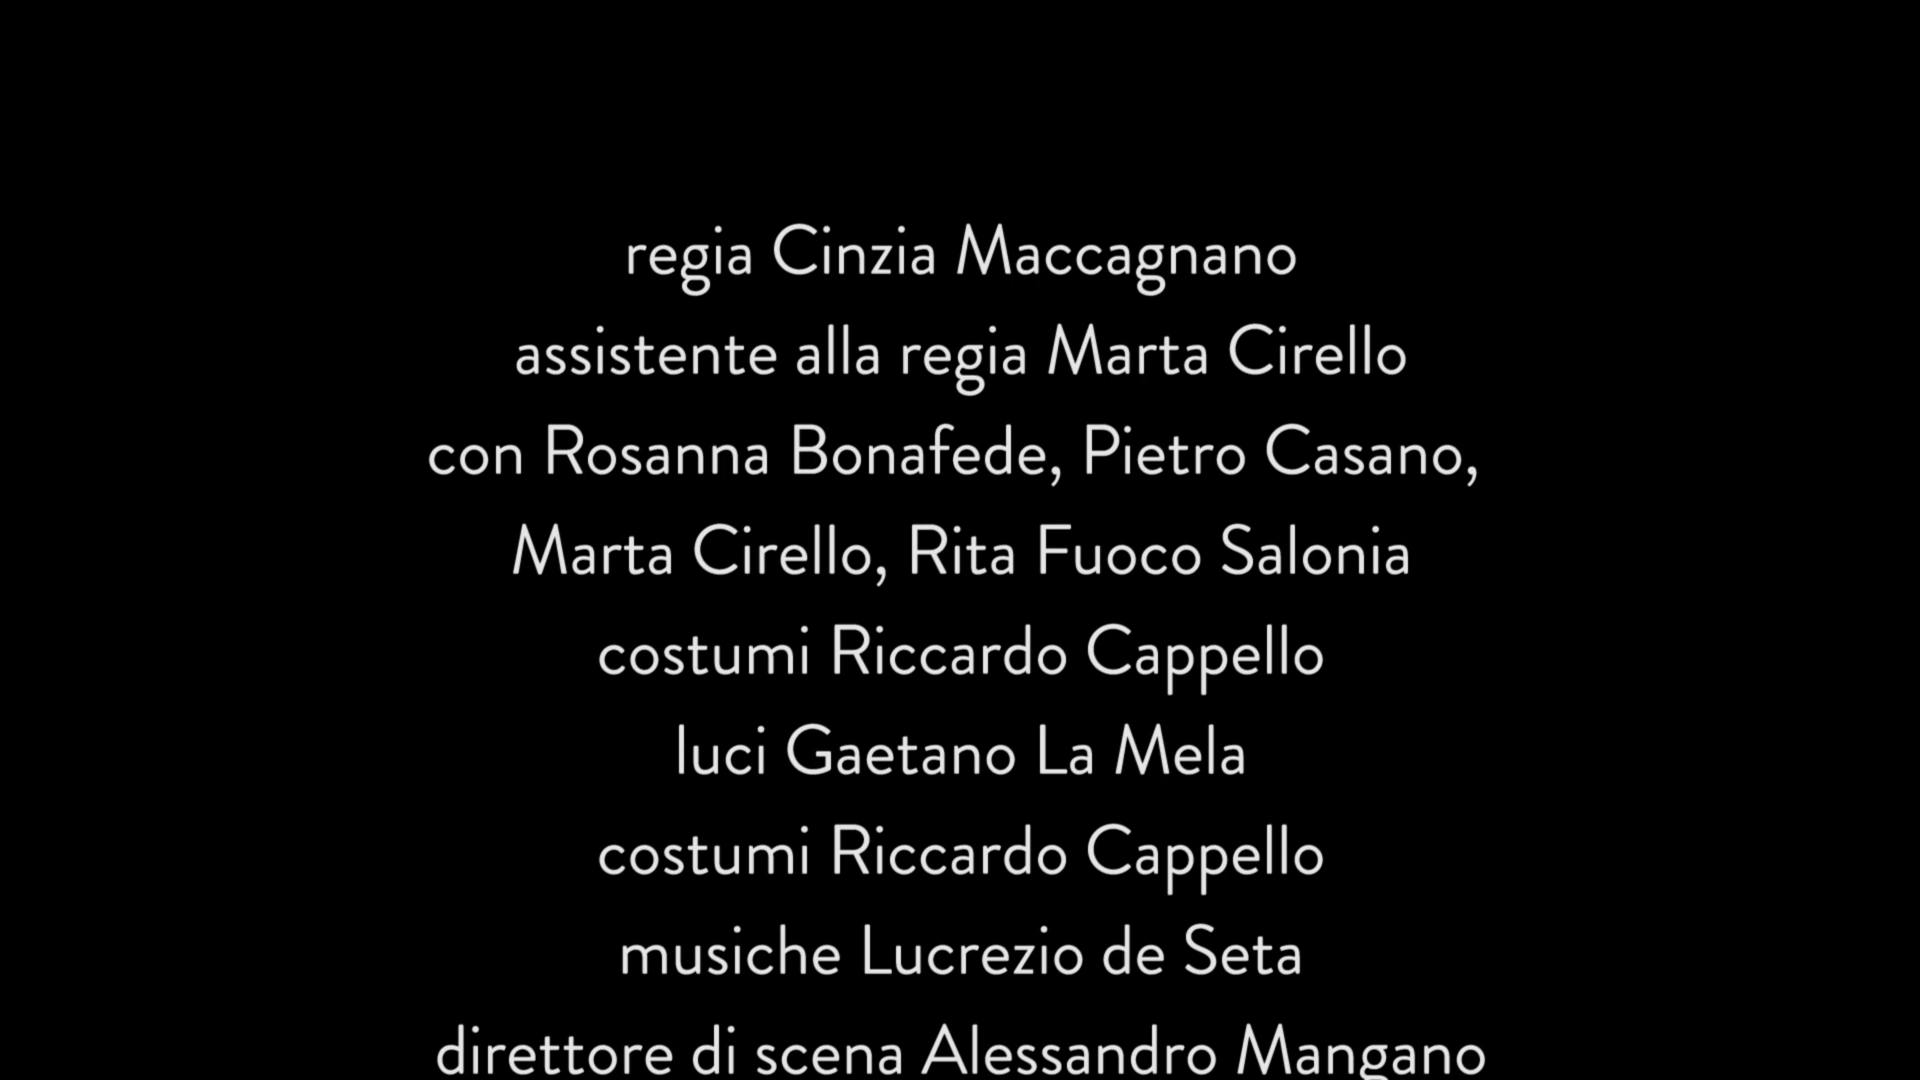 regia Cinzia Maccagnano
assistente alla regia Marta Cirello
con Rosanna Bonafede, Pietro Casano,
Marta Cirello, Rita Fuoco Salonia
costumi Riccardo Cappello
luci Gaetano La Mela
costumi Riccardo Cappello
musiche Lucrezio de Seta
direttore di scena Alessandro Mangano